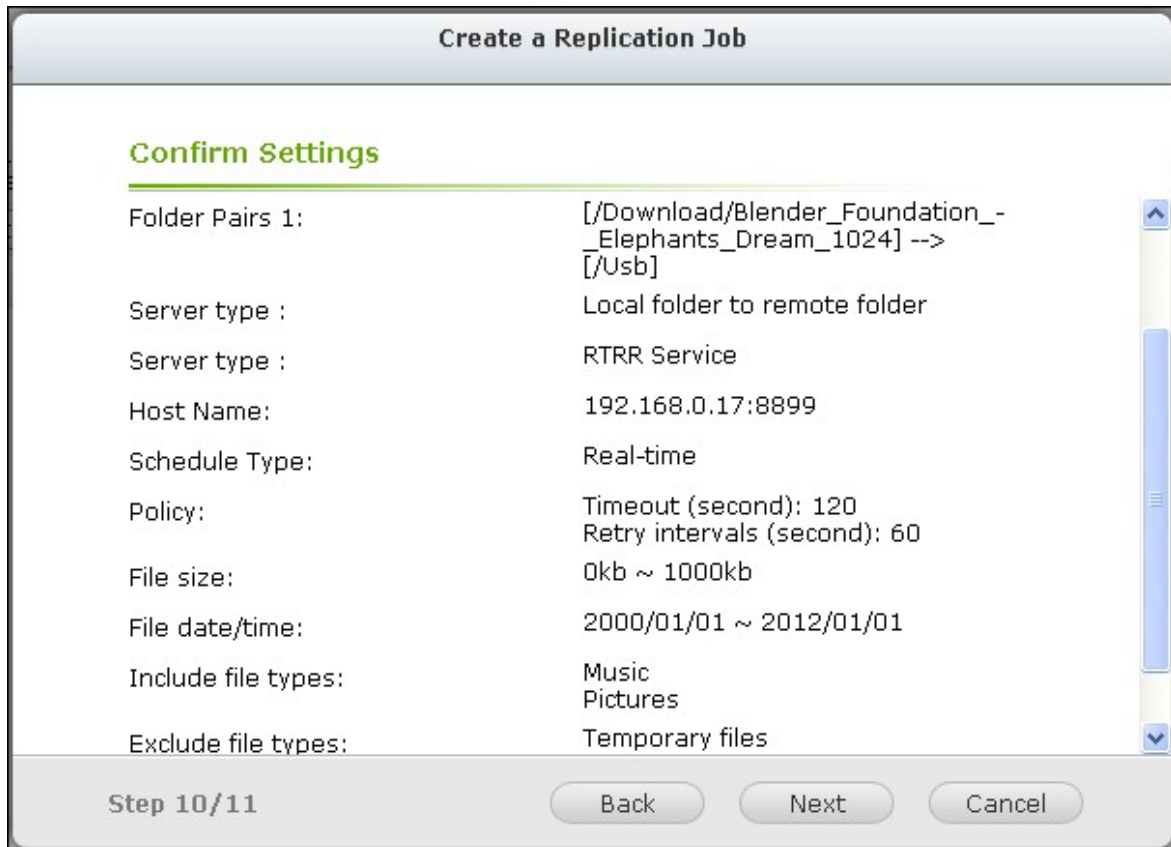 Create a Replication Job
Confirm Settings
Folder Pairs 1:
[/Download/Blender_Foundation_-
_Elephants_Dream_1024] -->
[/Usb]
Server type :
Local folder to remote folder
Server type :
RTRR Service
Host Name:
192.168.0.17:8899
Schedule Type:
Real-time
Policy:
Timeout (second): 120
Retry intervals (second): 60
File size:
0kb ~ 1000kb
File date/time:
2000/01/01 ~ 2012/01/01
Include file types:
Music
Pictures
Exclude file types:
Temporary files
Step 10/11
Back
Next
Cancel